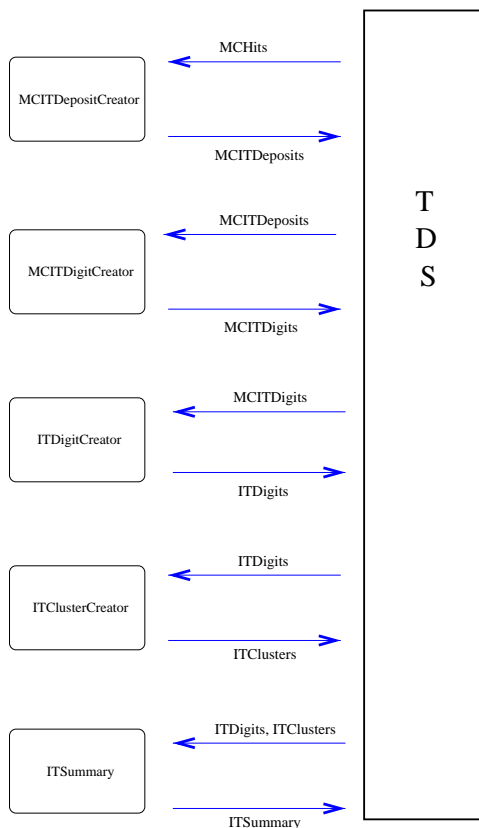 MCHits
MCITDepositCreator
MCITDeposits
T
D
S
MCITDeposits
MCITDigitCreator
MCITDigits
MCITDigits
ITDigitCreator
ITDigits
ITDigits
ITClusterCreator
ITClusters
ITDigits, ITClusters
ITSummary
ITSummary